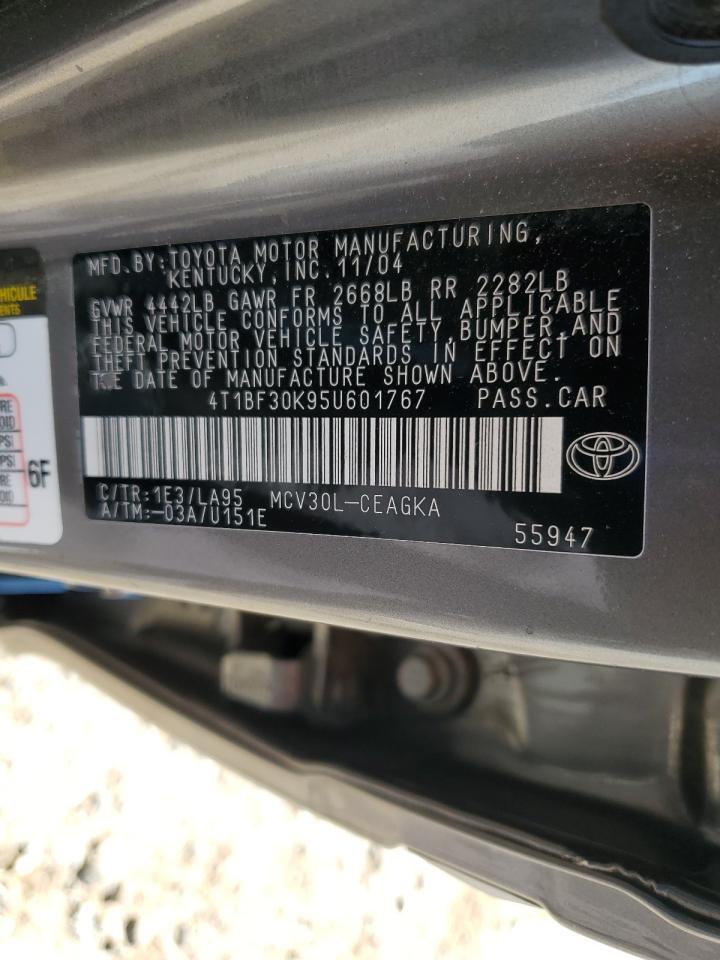 MFD. BY: TOYOTA MOTOR MANUFACTURING,
KENTUCKY, INC. 11/04
GVWR 4442LB GAWR FR 2668LB RR 2282LB
THIS VEHICLE CONFORMS TO ALL APPLICABLE
FEDERAL MOTOR VEHICLE SAFETY, BUMPER, AND
THEFT PREVENTION STANDARDS IN EFFECT ON
THE DATE OF MANUFACTURE SHOWN ABOVE.
4T1BF30K95U601767 PASS. CAR
C/TR: 1E3/LA95 MCV30L-CEAGKA
A/TM: -03A/U151E
55947
6F